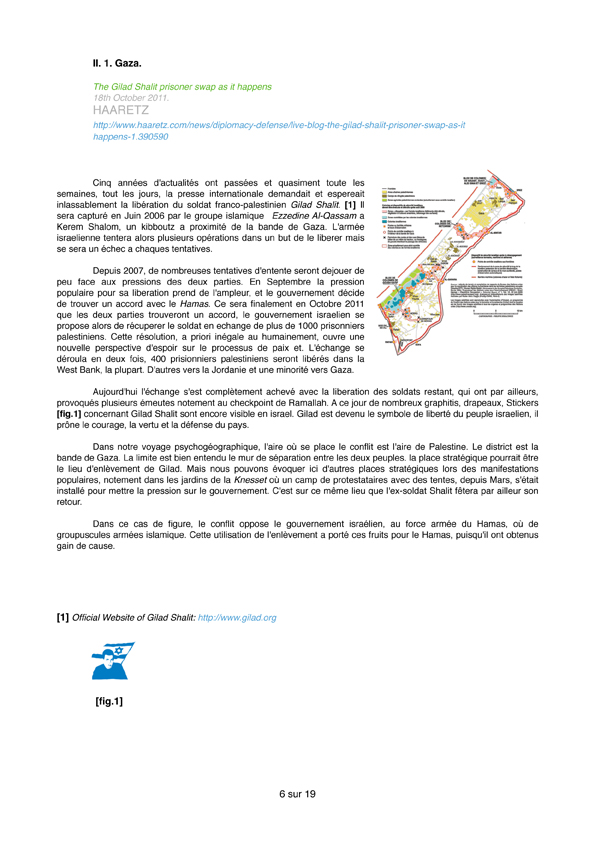 II. 1. Gaza.
The Gilad Shalit prisoner swap as it happens
18th October 2011.
HAARETZ
http://www.haaretz.com/news/diplomacy-defense/live-blog-the-gilad-shalit-prisoner-swap-as-it
happens-1.390590
Cinq années d'actualités ont passées et quasiment toute les
semaines, tout les jours, la presse internationale demandait et espereait
inlassablement la libération du soldat franco-palestinien Gilad Shalit. [1] Il
sera capturé en Juin 2006 par le groupe islamique Ezzedine Al-Qassam a
Kerem Shalom, un kibboutz a proximité de la bande de Gaza. L'armée
israelienne tentera alors plusieurs opérations dans un but de le liberer mais
se sera un échec a chaques tentatives.
Depuis 2007, de nombreuses tentatives d'entente seront dejouer de
peu face aux pressions des deux parties. En Septembre la pression
populaire pour sa liberation prend de l'ampleur, et le gouvernement décide
de trouver un accord avec le Hamas. Ce sera finalement en Octobre 2011
que les deux parties trouveront un accord, le gouvernement israelien se
propose alors de récuperer le soldat en echange de plus de 1000 prisonniers
palestiniens. Cette résolution, a priori inégale au humainement, ouvre une
nouvelle perspective d'espoir sur le processus de paix et. L'échange se
déroula en deux fois, 400 prisionniers palestiniens seront libérés dans la
West Bank, la plupart. D'autres vers la Jordanie et une minorité vers Gaza.
Aujourd'hui l'échange s'est complètement achevé avec la liberation des soldats restant, qui ont par ailleurs,
provoqués plusieurs émeutes notement au checkpoint de Ramallah. A ce jour de nombreux graphitis, drapeaux, Stickers
[fig.1] concernant Gilad Shalit sont encore visible en israel. Gilad est devenu le symbole de liberté du peuple israelien, il
prône le courage, la vertu et la défense du pays.
Dans notre voyage psychogéographique, l'aire où se place le conflit est l'aire de Palestine. Le district est la
bande de Gaza. La limite est bien entendu le mur de séparation entre les deux peuples. la place stratégique pourrait être
le lieu d'enlèvement de Gilad. Mais nous pouvons évoquer ici d'autres places stratégiques lors des manifestations
populaires, notement dans les jardins de la Knesset où un camp de protestataires avec des tentes, depuis Mars, s'était
installé pour mettre la pression sur le gouvernement. C'est sur ce même lieu que l'ex-soldat Shalit fêtera par ailleur son
retour.
Dans ce cas de figure, le conflit oppose le gouvernement israélien, au force armée du Hamas, où de
groupuscules armées islamique. Cette utilisation de l'enlèvement a porté ces fruits pour le Hamas, puisqu'il ont obtenus
gain de cause.
[1] Official Website of Gilad Shalit: http://www.gilad.org
[fig.1]
6 sur 19